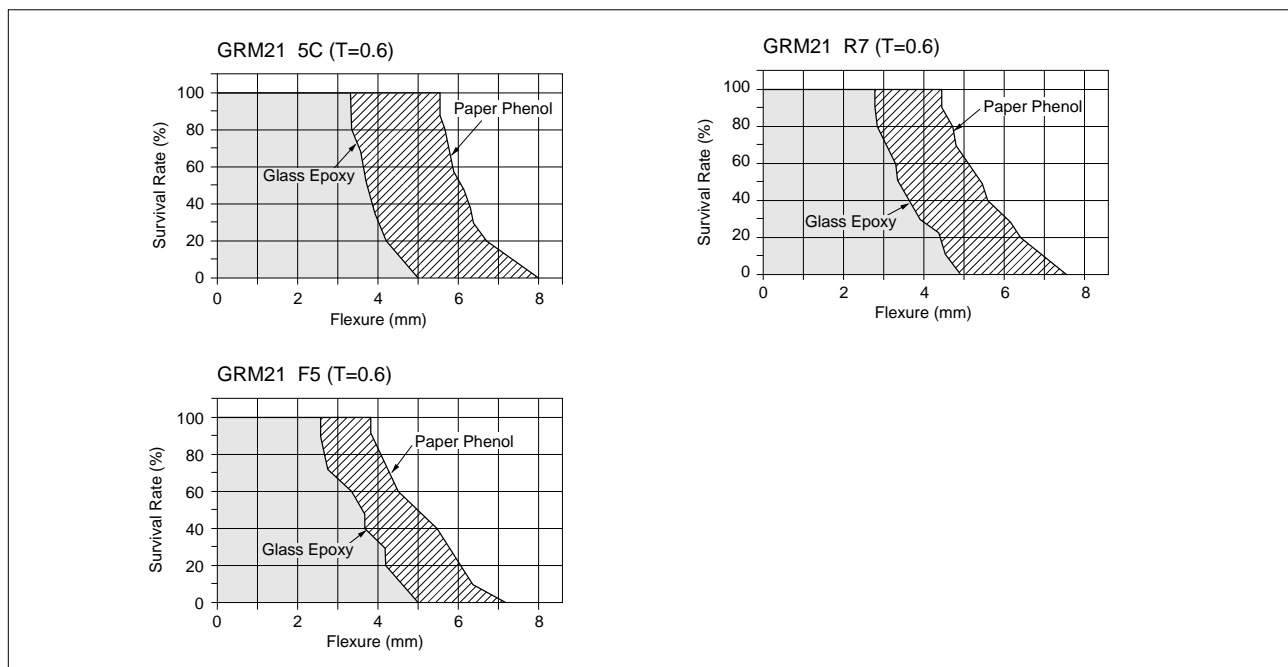 GRM21 5C (T=0.6)
100
80
60
40
20
0
Survival Rate (%)
Paper Phenol
Glass Epoxy
0 2 4 6 8
Flexure (mm)
GRM21 R7 (T=0.6)
100
80
60
40
20
0
Survival Rate (%)
Paper Phenol
Glass Epoxy
0 2 4 6 8
Flexure (mm)
GRM21 F5 (T=0.6)
100
80
60
40
20
0
Survival Rate (%)
Paper Phenol
Glass Epoxy
0 2 4 6 8
Flexure (mm)